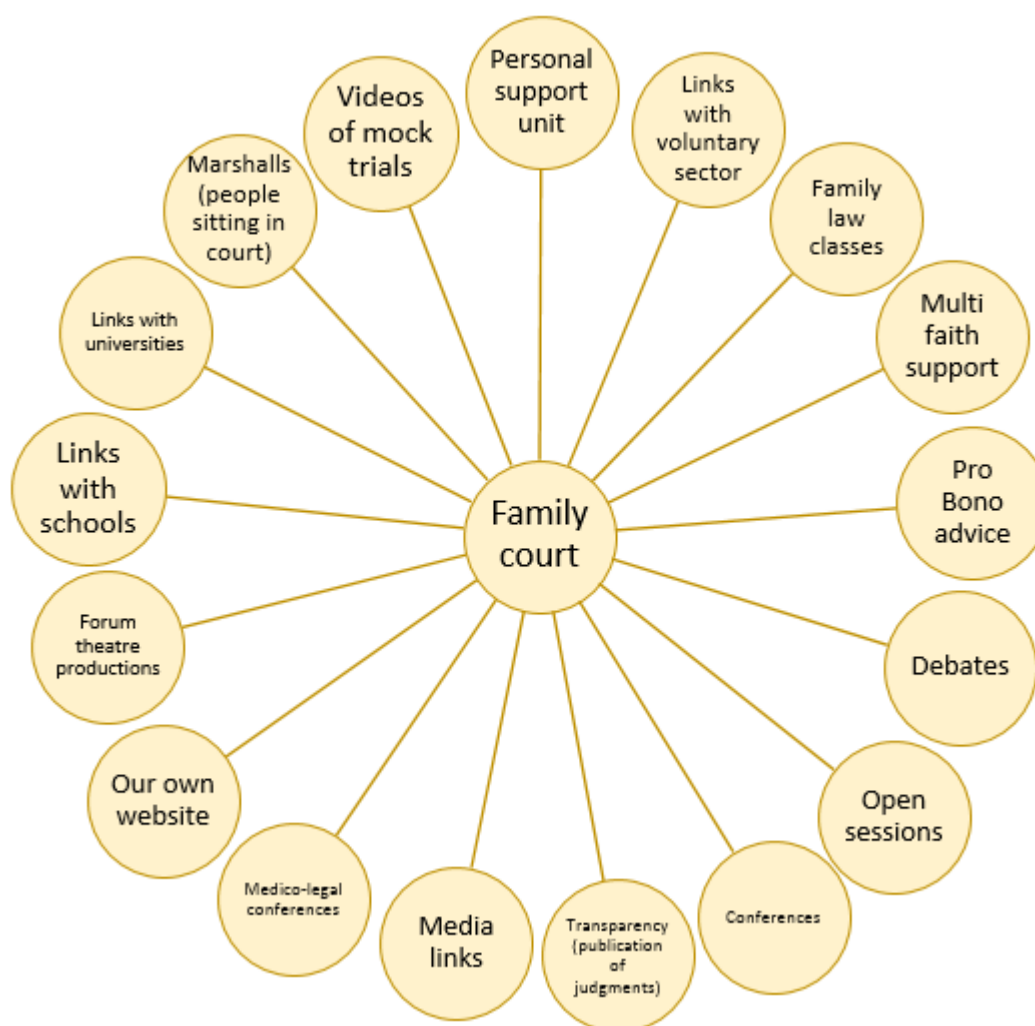 Personal
support
unit
Links
with
voluntary
sector
Family
law
classes
Multi
faith
support
Pro
Bono
advice
Debates
Open
sessions
Conferences
Transparency
(publication
of
judgments)
Media
links
Medico-legal
conferences
Our own
website
Forum
theatre
productions
Links
with
schools
Links with
universities
Marshalls
(people
sitting in
court)
Videos
of mock
trials
Family
court